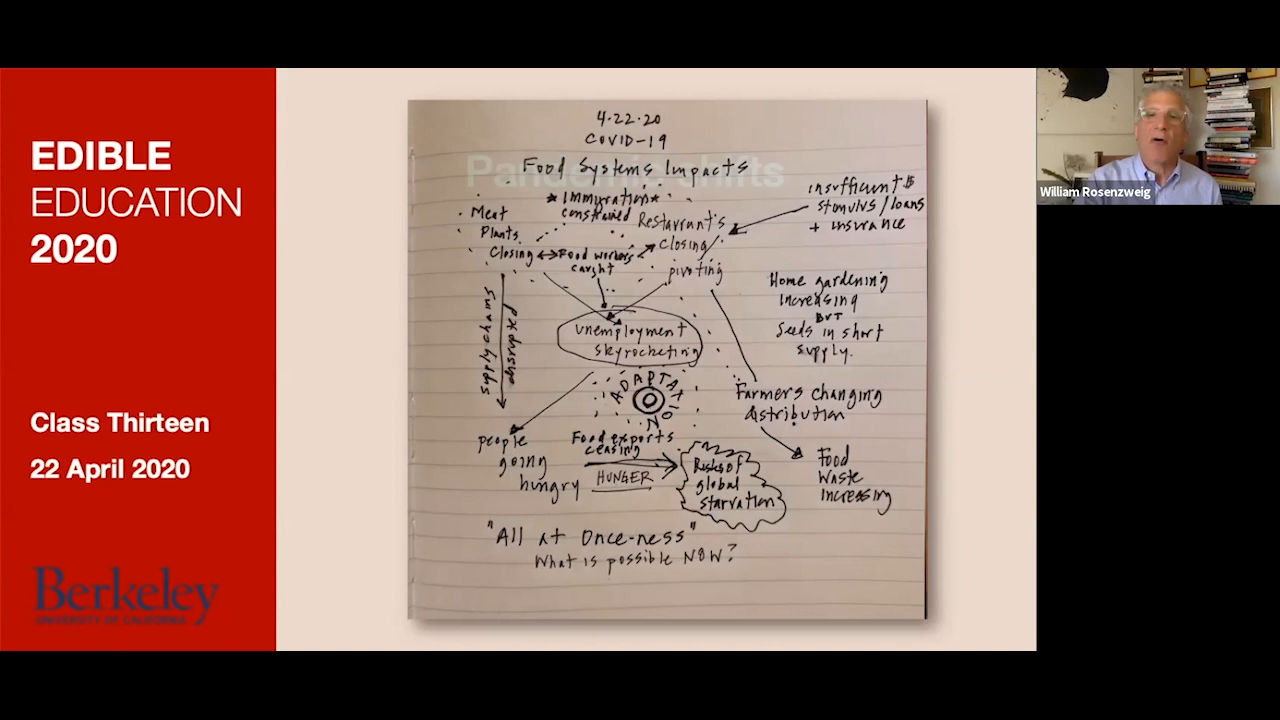 EDIBLE
EDUCATION
2020
Class Thirteen
22 April 2020
Berkeley
UNIVERSITY OF CALIFORNIA
4.22.20
COVID-19
Food Systems Impacts
Meat
Plants
Closing
* Immigration *
constrained
Food workers
caught
Restaurants
closing
pivoting
insufficient $
stimulus/loans
+ insurance
Home gardening
increasing
BUT
Seeds in short
supply.
supply chains
disrupted
unemployment
skyrocketing
ADAPTATION
Farmers changing
distribution
people
going
hungry
Food exports
ceasing
HUNGER
Risks of
global
starvation
Food
Waste
increasing
"All at Once-ness"
What is possible NOW?
William Rosenzweig